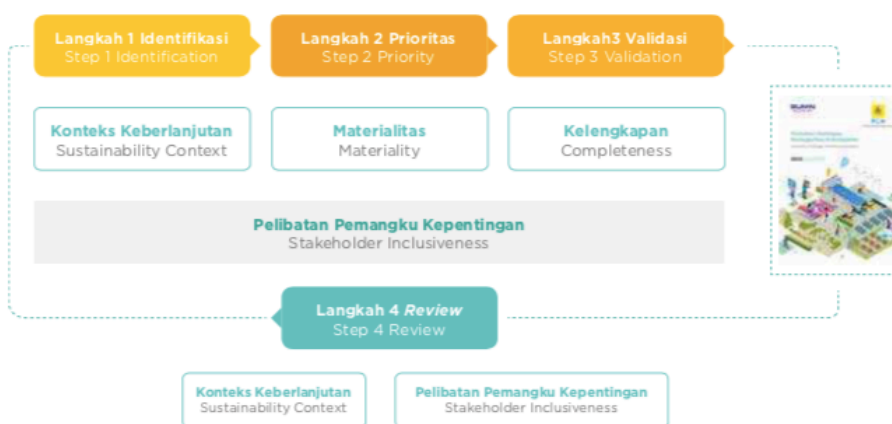 Langkah 1 Identifikasi
Step 1 Identification
Langkah 2 Prioritas
Step 2 Priority
Langkah3 Validasi
Step 3 Validation
Konteks Keberlanjutan
Sustainability Context
Materialitas
Materiality
Kelengkapan
Completeness
Pelibatan Pemangku Kepentingan
Stakeholder Inclusiveness
Langkah 4 Review
Step 4 Review
Konteks Keberlanjutan
Sustainability Context
Pelibatan Pemangku Kepentingan
Stakeholder Inclusiveness